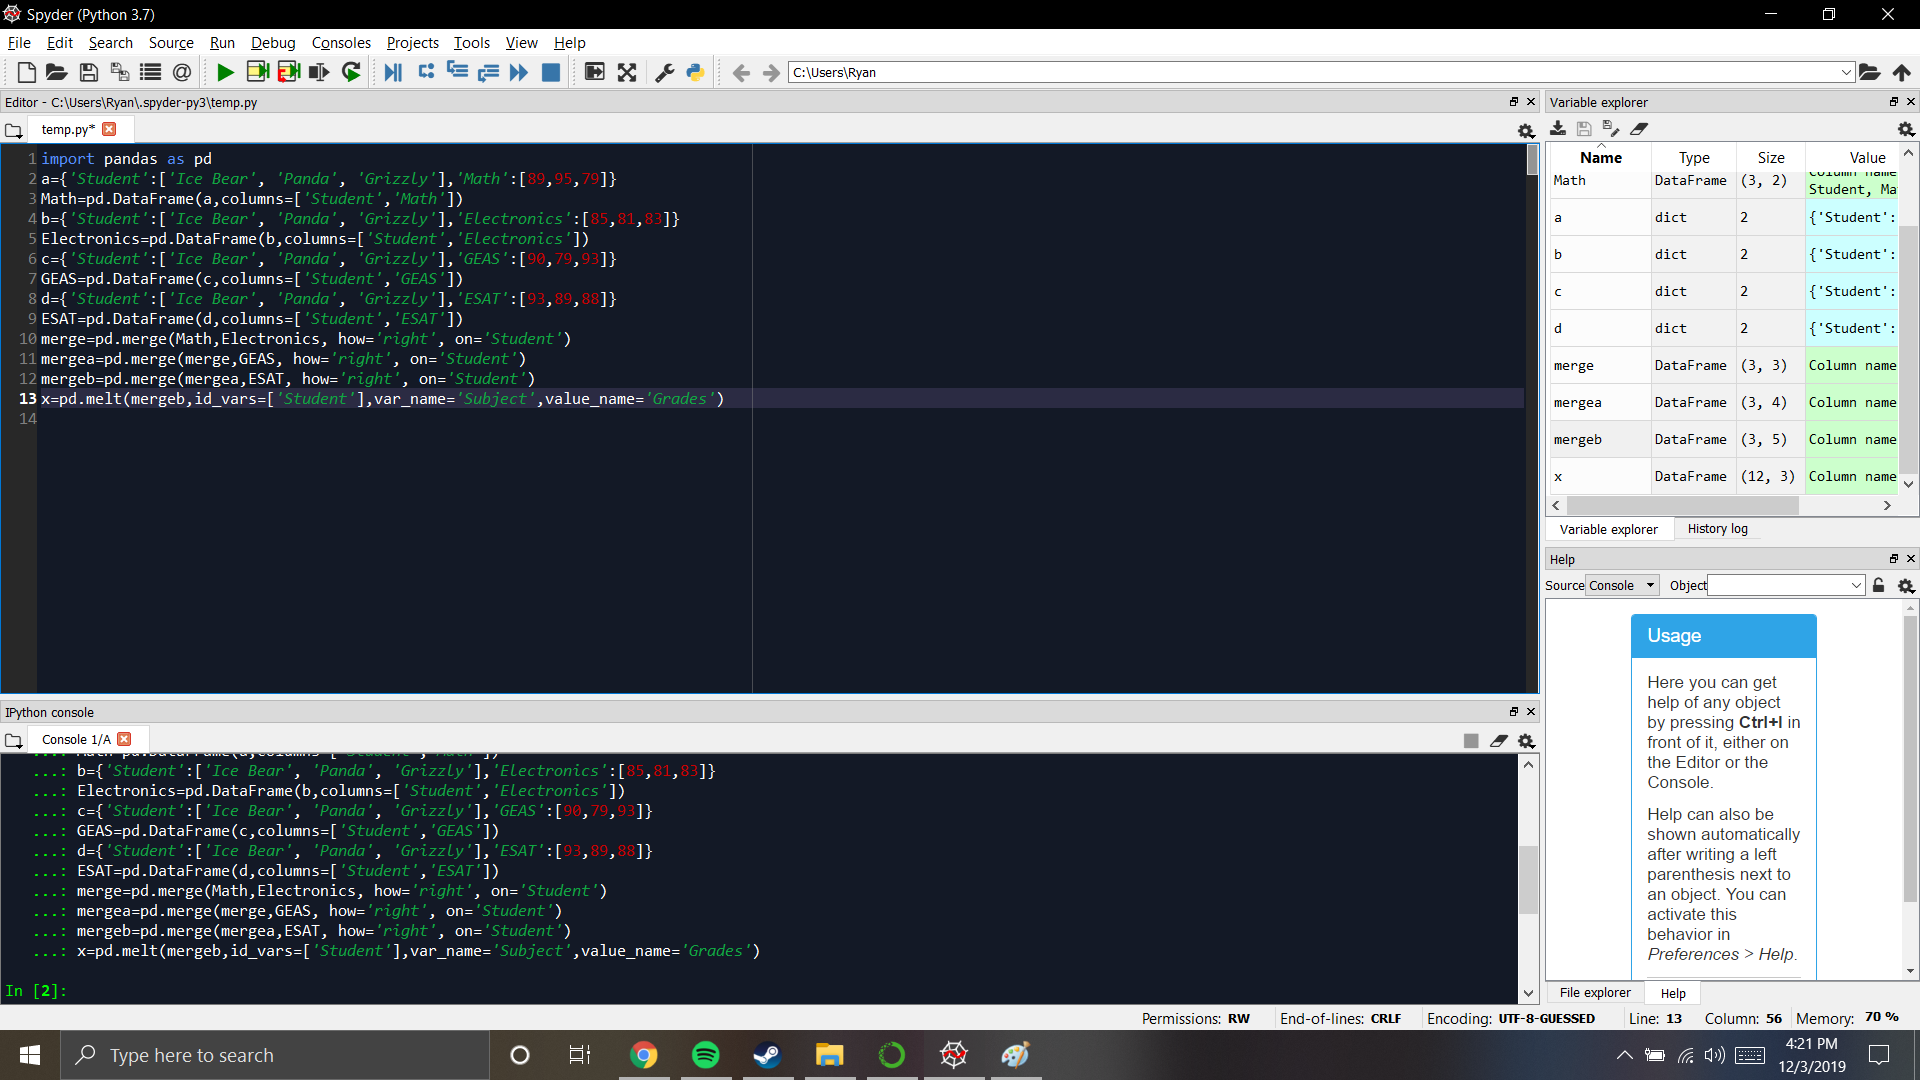 Spyder (Python 3.7)
File Edit Search Source Run Debug Consoles Projects Tools View Help
C:\Users\Ryan
Editor - C:\Users\Ryan\.spyder-py3\temp.py
temp.py*
1 import pandas as pd
2 a={'Student':['Ice Bear', 'Panda', 'Grizzly'],'Math':[89,95,79]}
3 Math=pd.DataFrame(a,columns=['Student','Math'])
4 b={'Student':['Ice Bear', 'Panda', 'Grizzly'],'Electronics':[85,81,83]}
5 Electronics=pd.DataFrame(b,columns=['Student','Electronics'])
6 c={'Student':['Ice Bear', 'Panda', 'Grizzly'],'GEAS':[90,79,93]}
7 GEAS=pd.DataFrame(c,columns=['Student','GEAS'])
8 d={'Student':['Ice Bear', 'Panda', 'Grizzly'],'ESAT':[93,89,88]}
9 ESAT=pd.DataFrame(d,columns=['Student','ESAT'])
10 merge=pd.merge(Math,Electronics, how='right', on='Student')
11 mergea=pd.merge(merge,GEAS, how='right', on='Student')
12 mergeb=pd.merge(mergea,ESAT, how='right', on='Student')
13 x=pd.melt(mergeb,id_vars=['Student'],var_name='Subject',value_name='Grades')
14
IPython console
Console 1/A
...: Math=pd.DataFrame(a,columns=['Student','Math'])
...: b={'Student':['Ice Bear', 'Panda', 'Grizzly'],'Electronics':[85,81,83]}
...: Electronics=pd.DataFrame(b,columns=['Student','Electronics'])
...: c={'Student':['Ice Bear', 'Panda', 'Grizzly'],'GEAS':[90,79,93]}
...: GEAS=pd.DataFrame(c,columns=['Student','GEAS'])
...: d={'Student':['Ice Bear', 'Panda', 'Grizzly'],'ESAT':[93,89,88]}
...: ESAT=pd.DataFrame(d,columns=['Student','ESAT'])
...: merge=pd.merge(Math,Electronics, how='right', on='Student')
...: mergea=pd.merge(merge,GEAS, how='right', on='Student')
...: mergeb=pd.merge(mergea,ESAT, how='right', on='Student')
...: x=pd.melt(mergeb,id_vars=['Student'],var_name='Subject',value_name='Grades')
In [2]:
Variable explorer
Name Type Size Value
Math DataFrame (3, 2) Column name
Student, Ma
a dict 2 {'Student':
b dict 2 {'Student':
c dict 2 {'Student':
d dict 2 {'Student':
merge DataFrame (3, 3) Column name
mergea DataFrame (3, 4) Column name
mergeb DataFrame (3, 5) Column name
x DataFrame (12, 3) Column name
Variable explorer History log
Help
Source Console Object
Usage
Here you can get
help of any object
by pressing Ctrl+I in
front of it, either on
the Editor or the
Console.
Help can also be
shown automatically
after writing a left
parenthesis next to
an object. You can
activate this
behavior in
Preferences > Help.
File explorer Help
Permissions: RW End-of-lines: CRLF Encoding: UTF-8-GUESSED Line: 13 Column: 56 Memory: 70 %
Type here to search
4:21 PM
12/3/2019